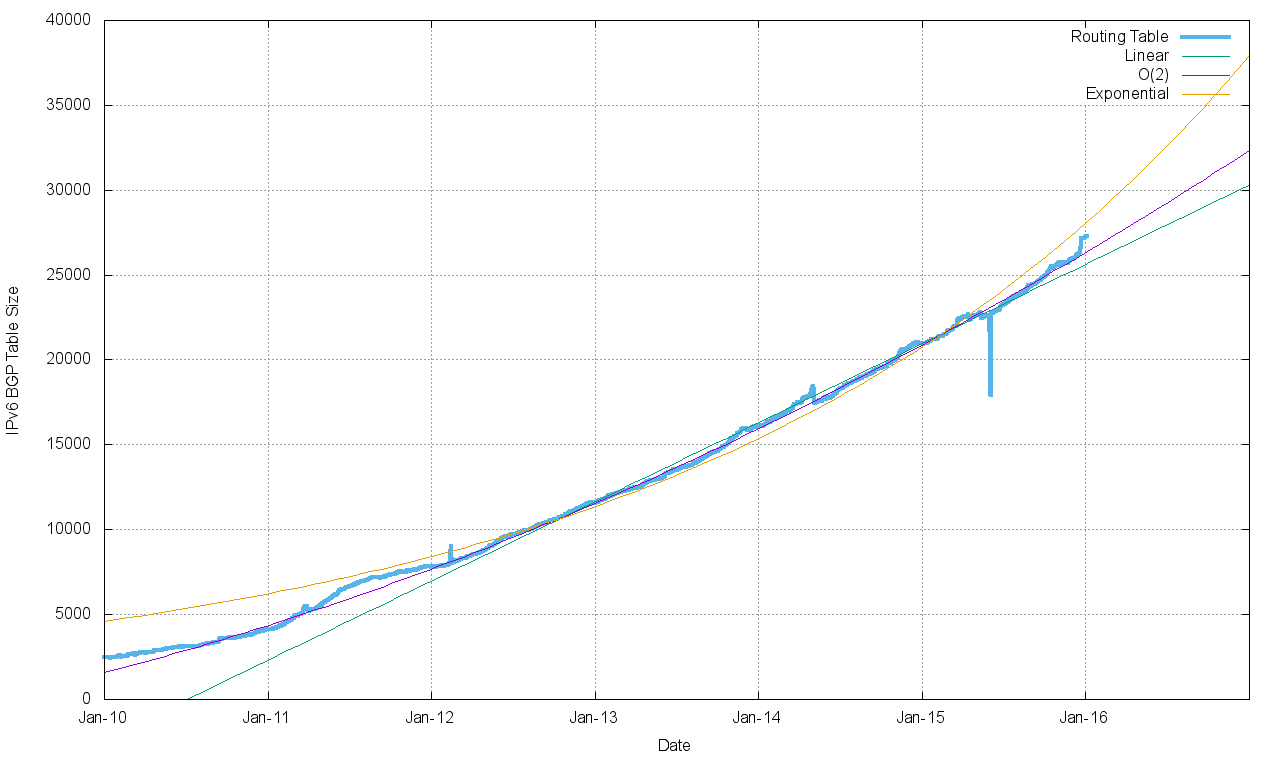 40000
35000
30000
25000
20000
15000
10000
5000
0
IPv6 BGP Table Size
Routing Table
Linear
O(2)
Exponential
Jan-10 Jan-11 Jan-12 Jan-13 Jan-14 Jan-15 Jan-16
Date